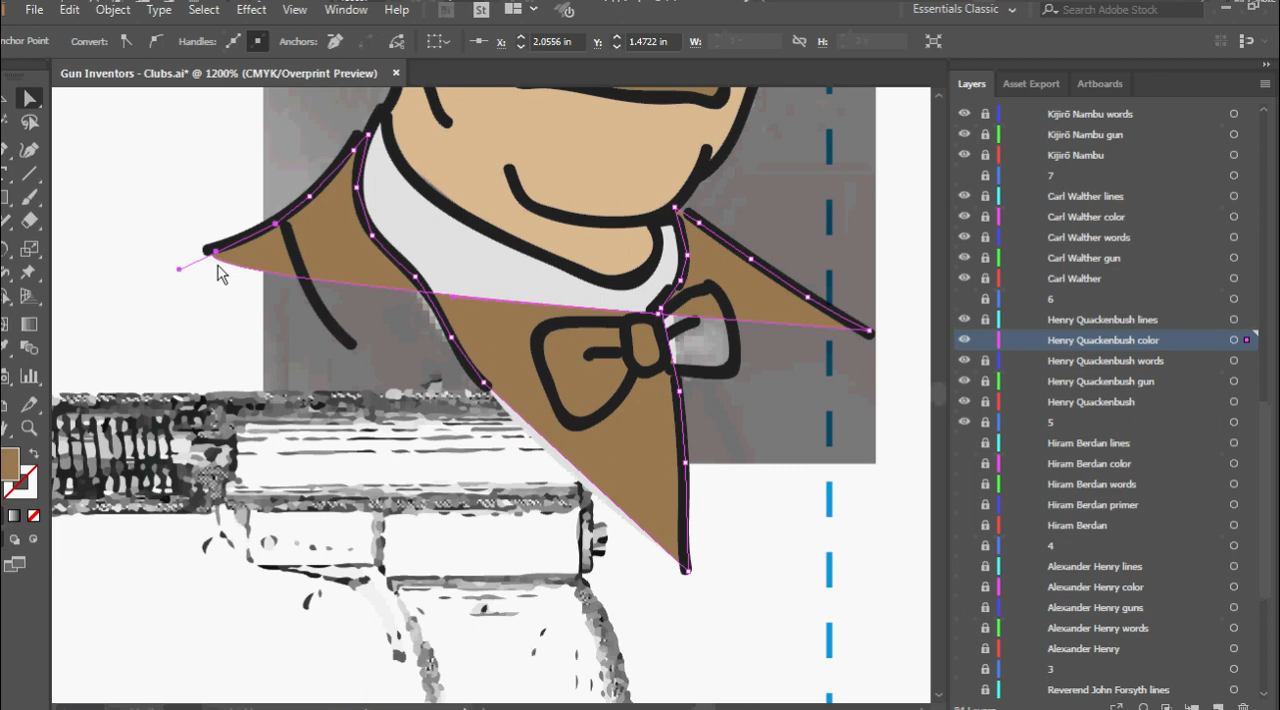 File Edit Object Type Select Effect View Window Help Br St Essentials Classic Search Adobe Stock
nchor Point Convert: Handles: Anchors: X: 2.0556 in Y: 1.4722 in W: H:
Gun Inventors - Clubs.ai* @ 1200% (CMYK/Overprint Preview) ×
Layers Asset Export Artboards
Kijirō Nambu words
Kijirō Nambu gun
Kijirō Nambu
7
Carl Walther lines
Carl Walther color
Carl Walther words
Carl Walther gun
Carl Walther
6
Henry Quackenbush lines
Henry Quackenbush color
Henry Quackenbush words
Henry Quackenbush gun
Henry Quackenbush
5
Hiram Berdan lines
Hiram Berdan color
Hiram Berdan words
Hiram Berdan primer
Hiram Berdan
4
Alexander Henry lines
Alexander Henry color
Alexander Henry guns
Alexander Henry words
Alexander Henry
3
Reverend John Forsyth lines